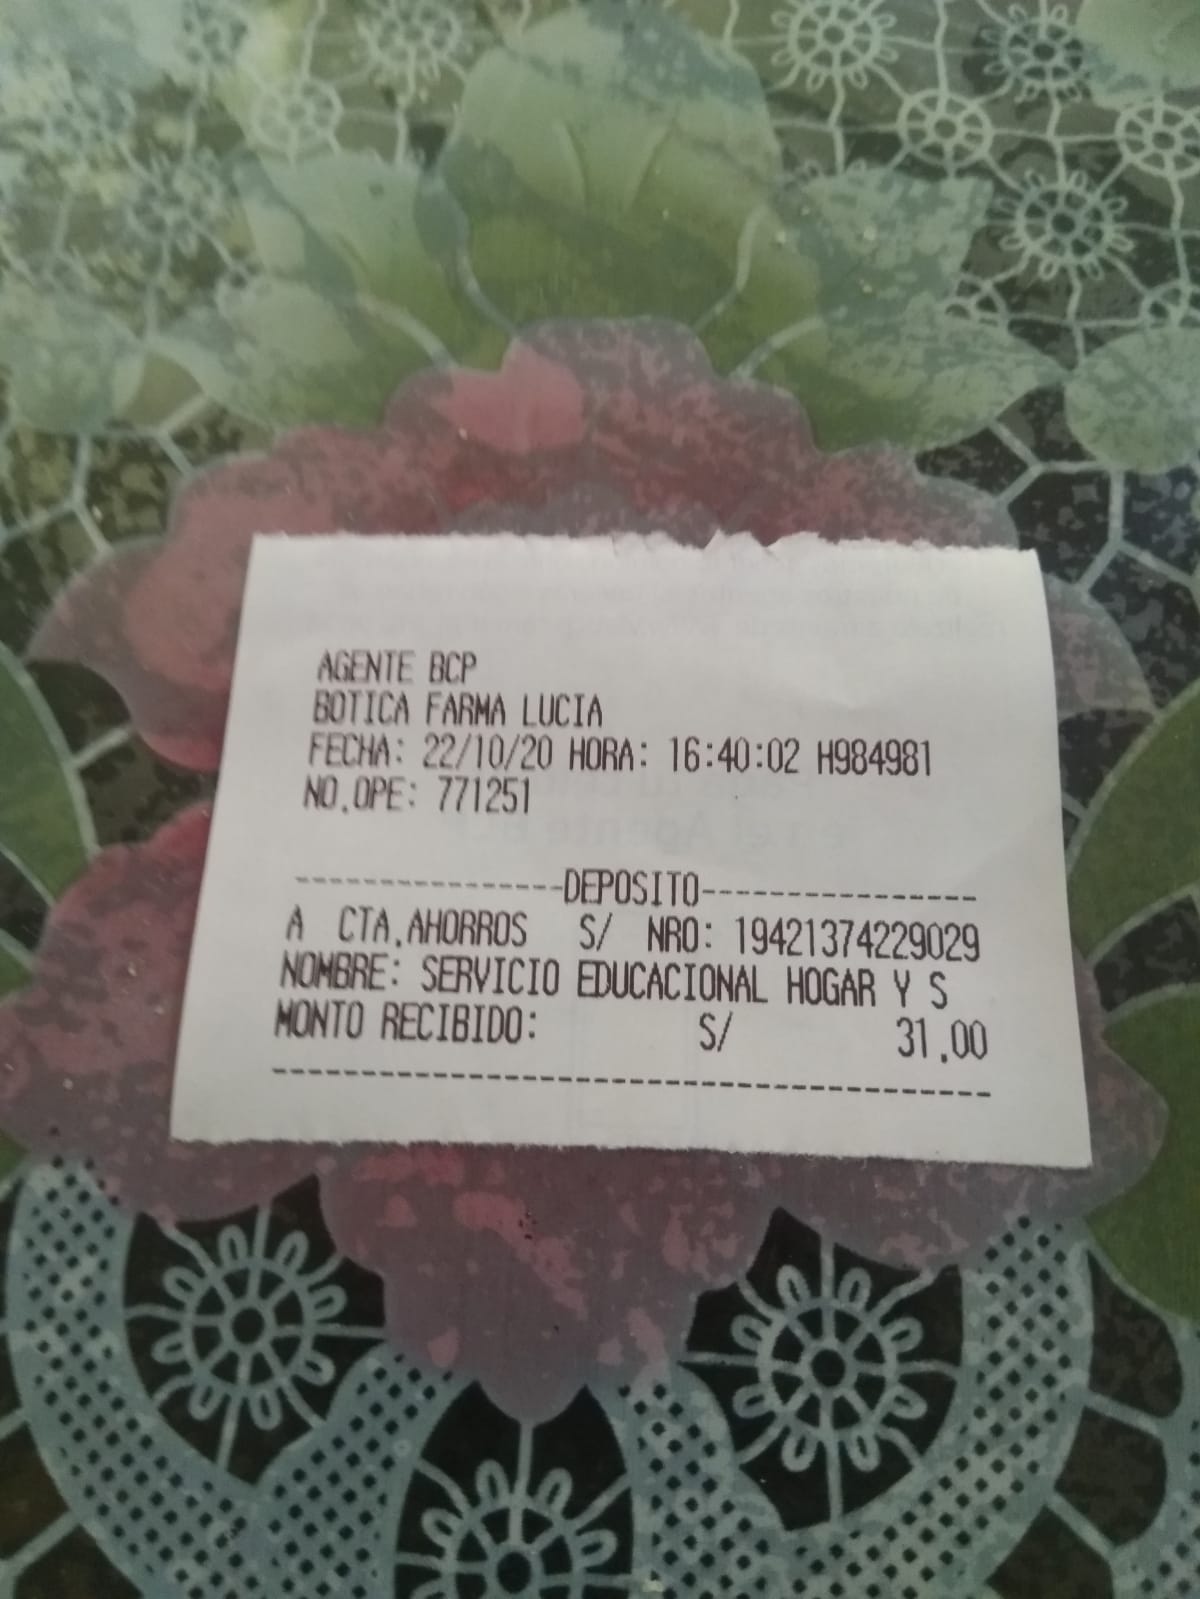 AGENTE BCP
BOTICA FARMA LUCIA
FECHA: 22/10/20 HORA: 16:40:02 H984981
NO.OPE: 771251
----------------DEPOSITO----------------
A CTA.AHORROS S/ NRO: 19421374229029
NOMBRE: SERVICIO EDUCACIONAL HOGAR Y S
MONTO RECIBIDO: S/ 31.00